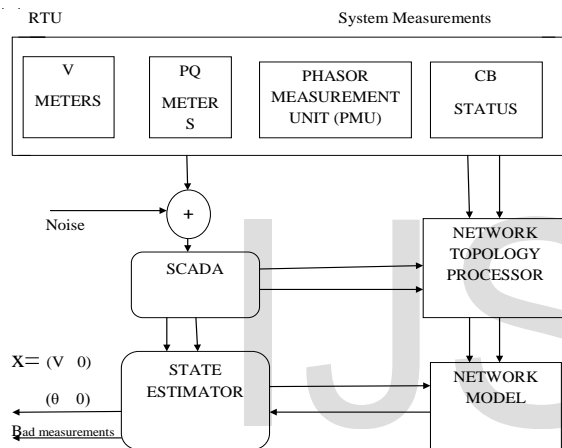 RTU System Measurements
V
METERS
PQ
METER
S
PHASOR
MEASUREMENT
UNIT (PMU)
CB
STATUS
Noise
+
SCADA
NETWORK
TOPOLOGY
PROCESSOR
X= (V 0)
(θ 0)
Bad measurements
STATE
ESTIMATOR
NETWORK
MODEL
IJS